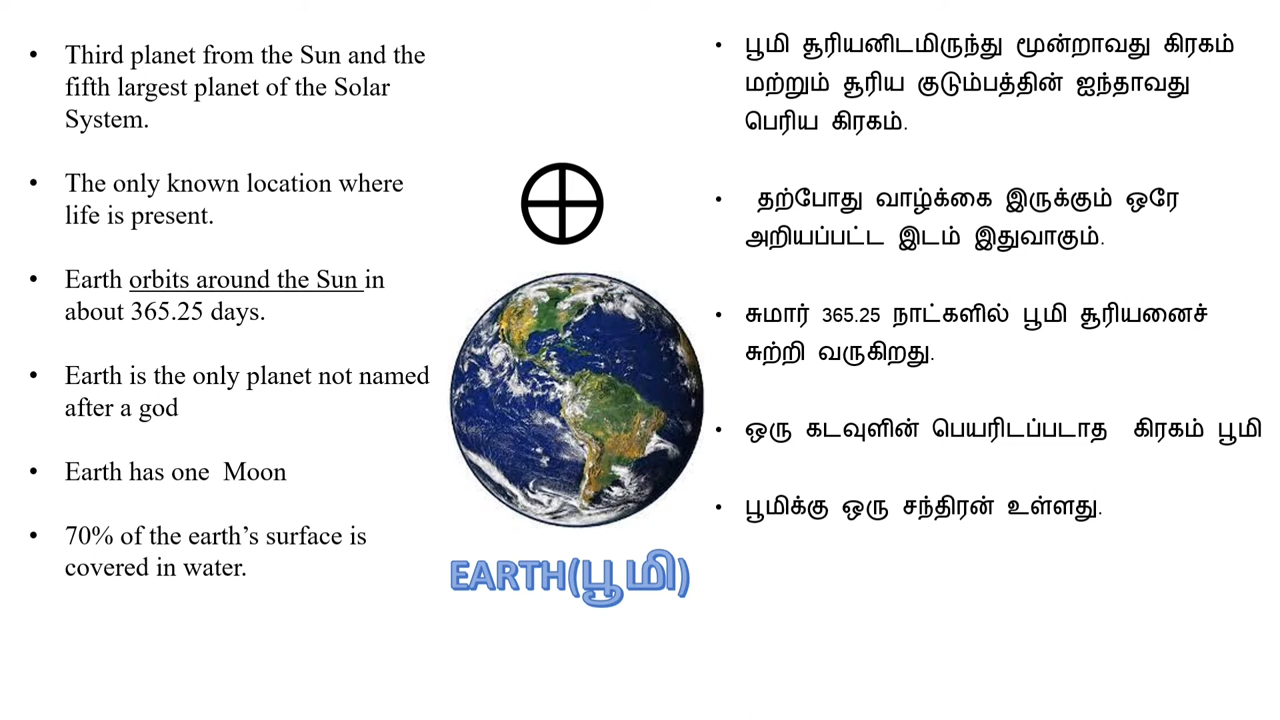 • Third planet from the Sun and the
fifth largest planet of the Solar
System.
• The only known location where
life is present.
• Earth orbits around the Sun in
about 365.25 days.
• Earth is the only planet not named
after a god
• Earth has one  Moon
• 70% of the earth’s surface is
covered in water.
EARTH(பூமி)
• பூமி சூரியனிடமிருந்து மூன்றாவது கிரகம்
மற்றும் சூரிய குடும்பத்தின் ஐந்தாவது
பெரிய கிரகம்.
• தற்போது வாழ்க்கை இருக்கும் ஒரே
அறியப்பட்ட இடம் இதுவாகும்.
• சுமார் 365.25 நாட்களில் பூமி சூரியனைச்
சுற்றி வருகிறது.
• ஒரு கடவுளின் பெயரிடப்படாத  கிரகம் பூமி
• பூமிக்கு ஒரு சந்திரன் உள்ளது.